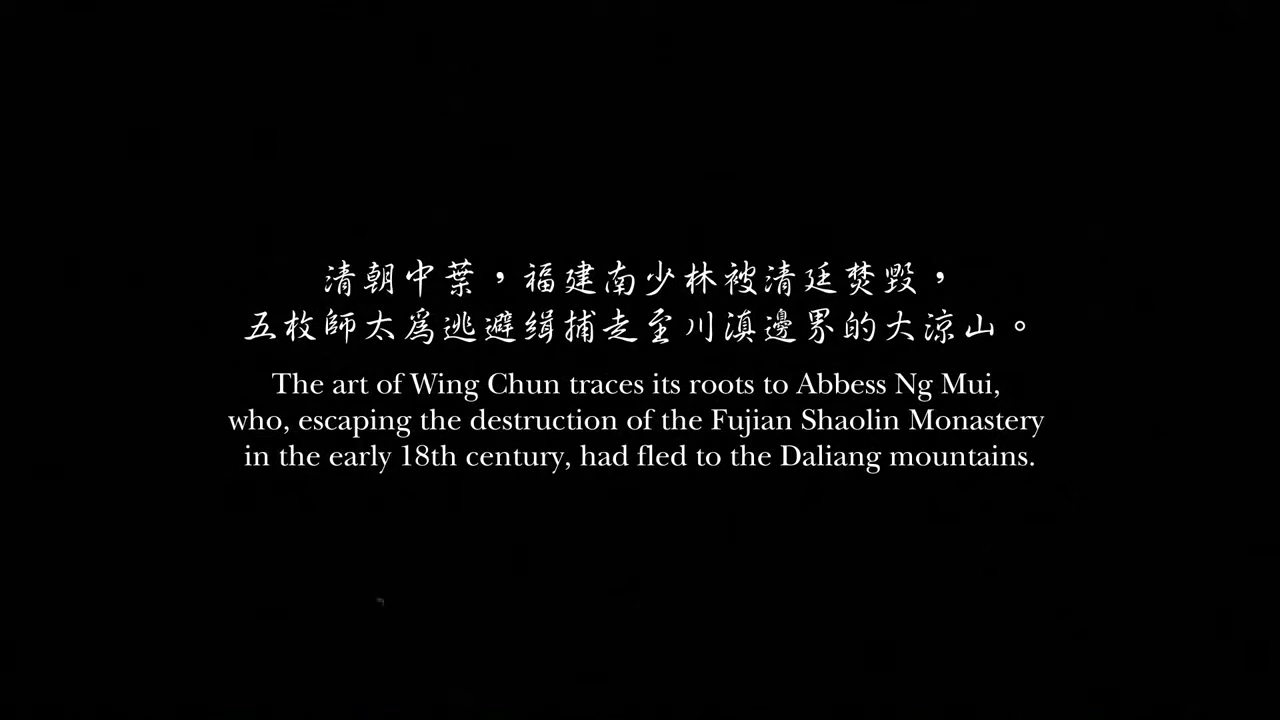 清朝中葉，福建南少林被清廷焚毀，
五枚師太為逃避緝捕走至川滇邊界的大涼山。
The art of Wing Chun traces its roots to Abbess Ng Mui,
who, escaping the destruction of the Fujian Shaolin Monastery
in the early 18th century, had fled to the Daliang mountains.